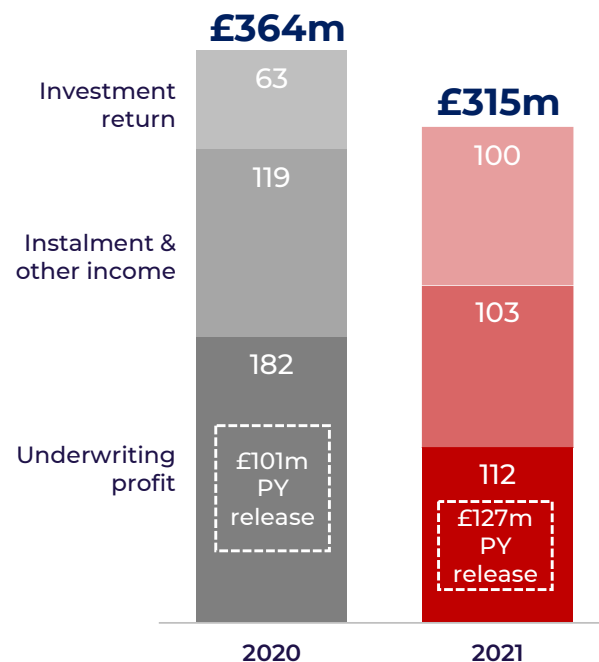 £364m
63
Investment
return
£315m
100
119
Instalment &
other income
103
182
Underwriting
profit
£101m
PY
release
112
£127m
PY
release
2020
2021